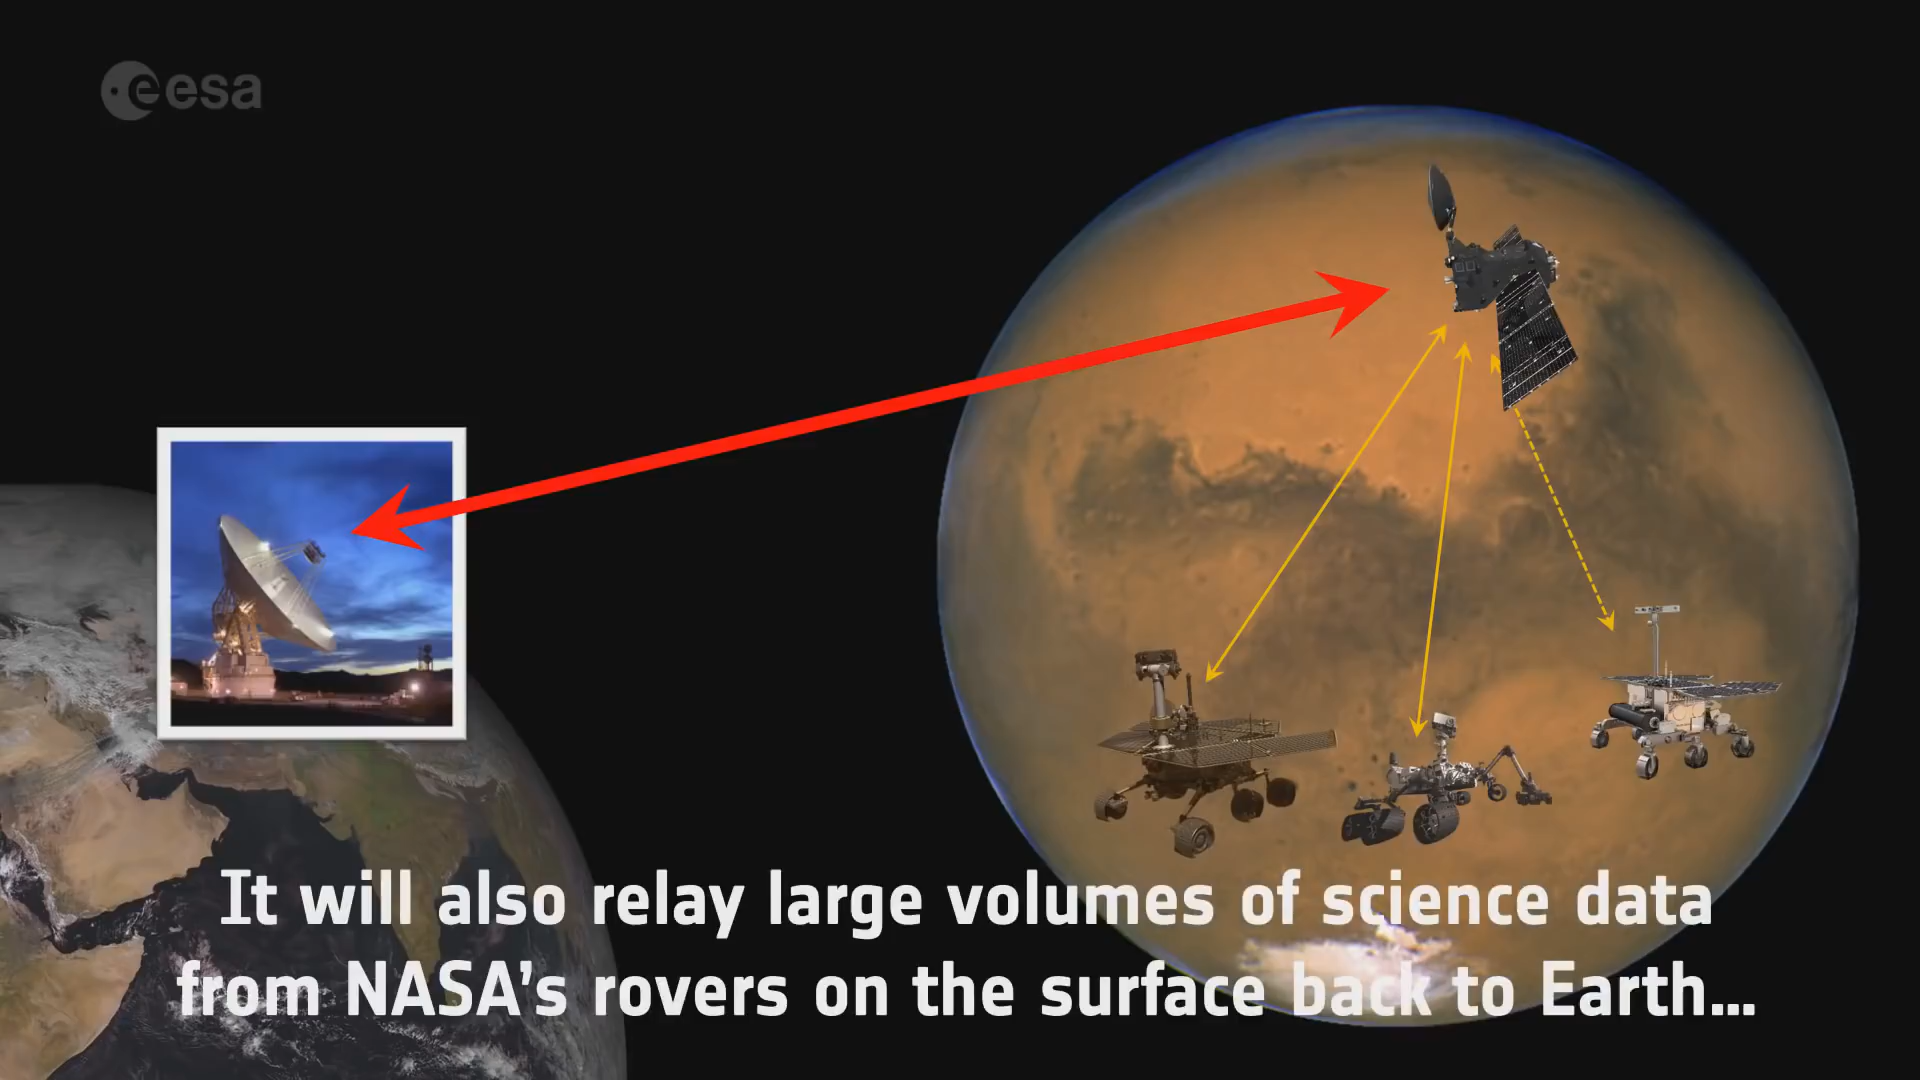 esa
It will also relay large volumes of science data
from NASA's rovers on the surface back to Earth...